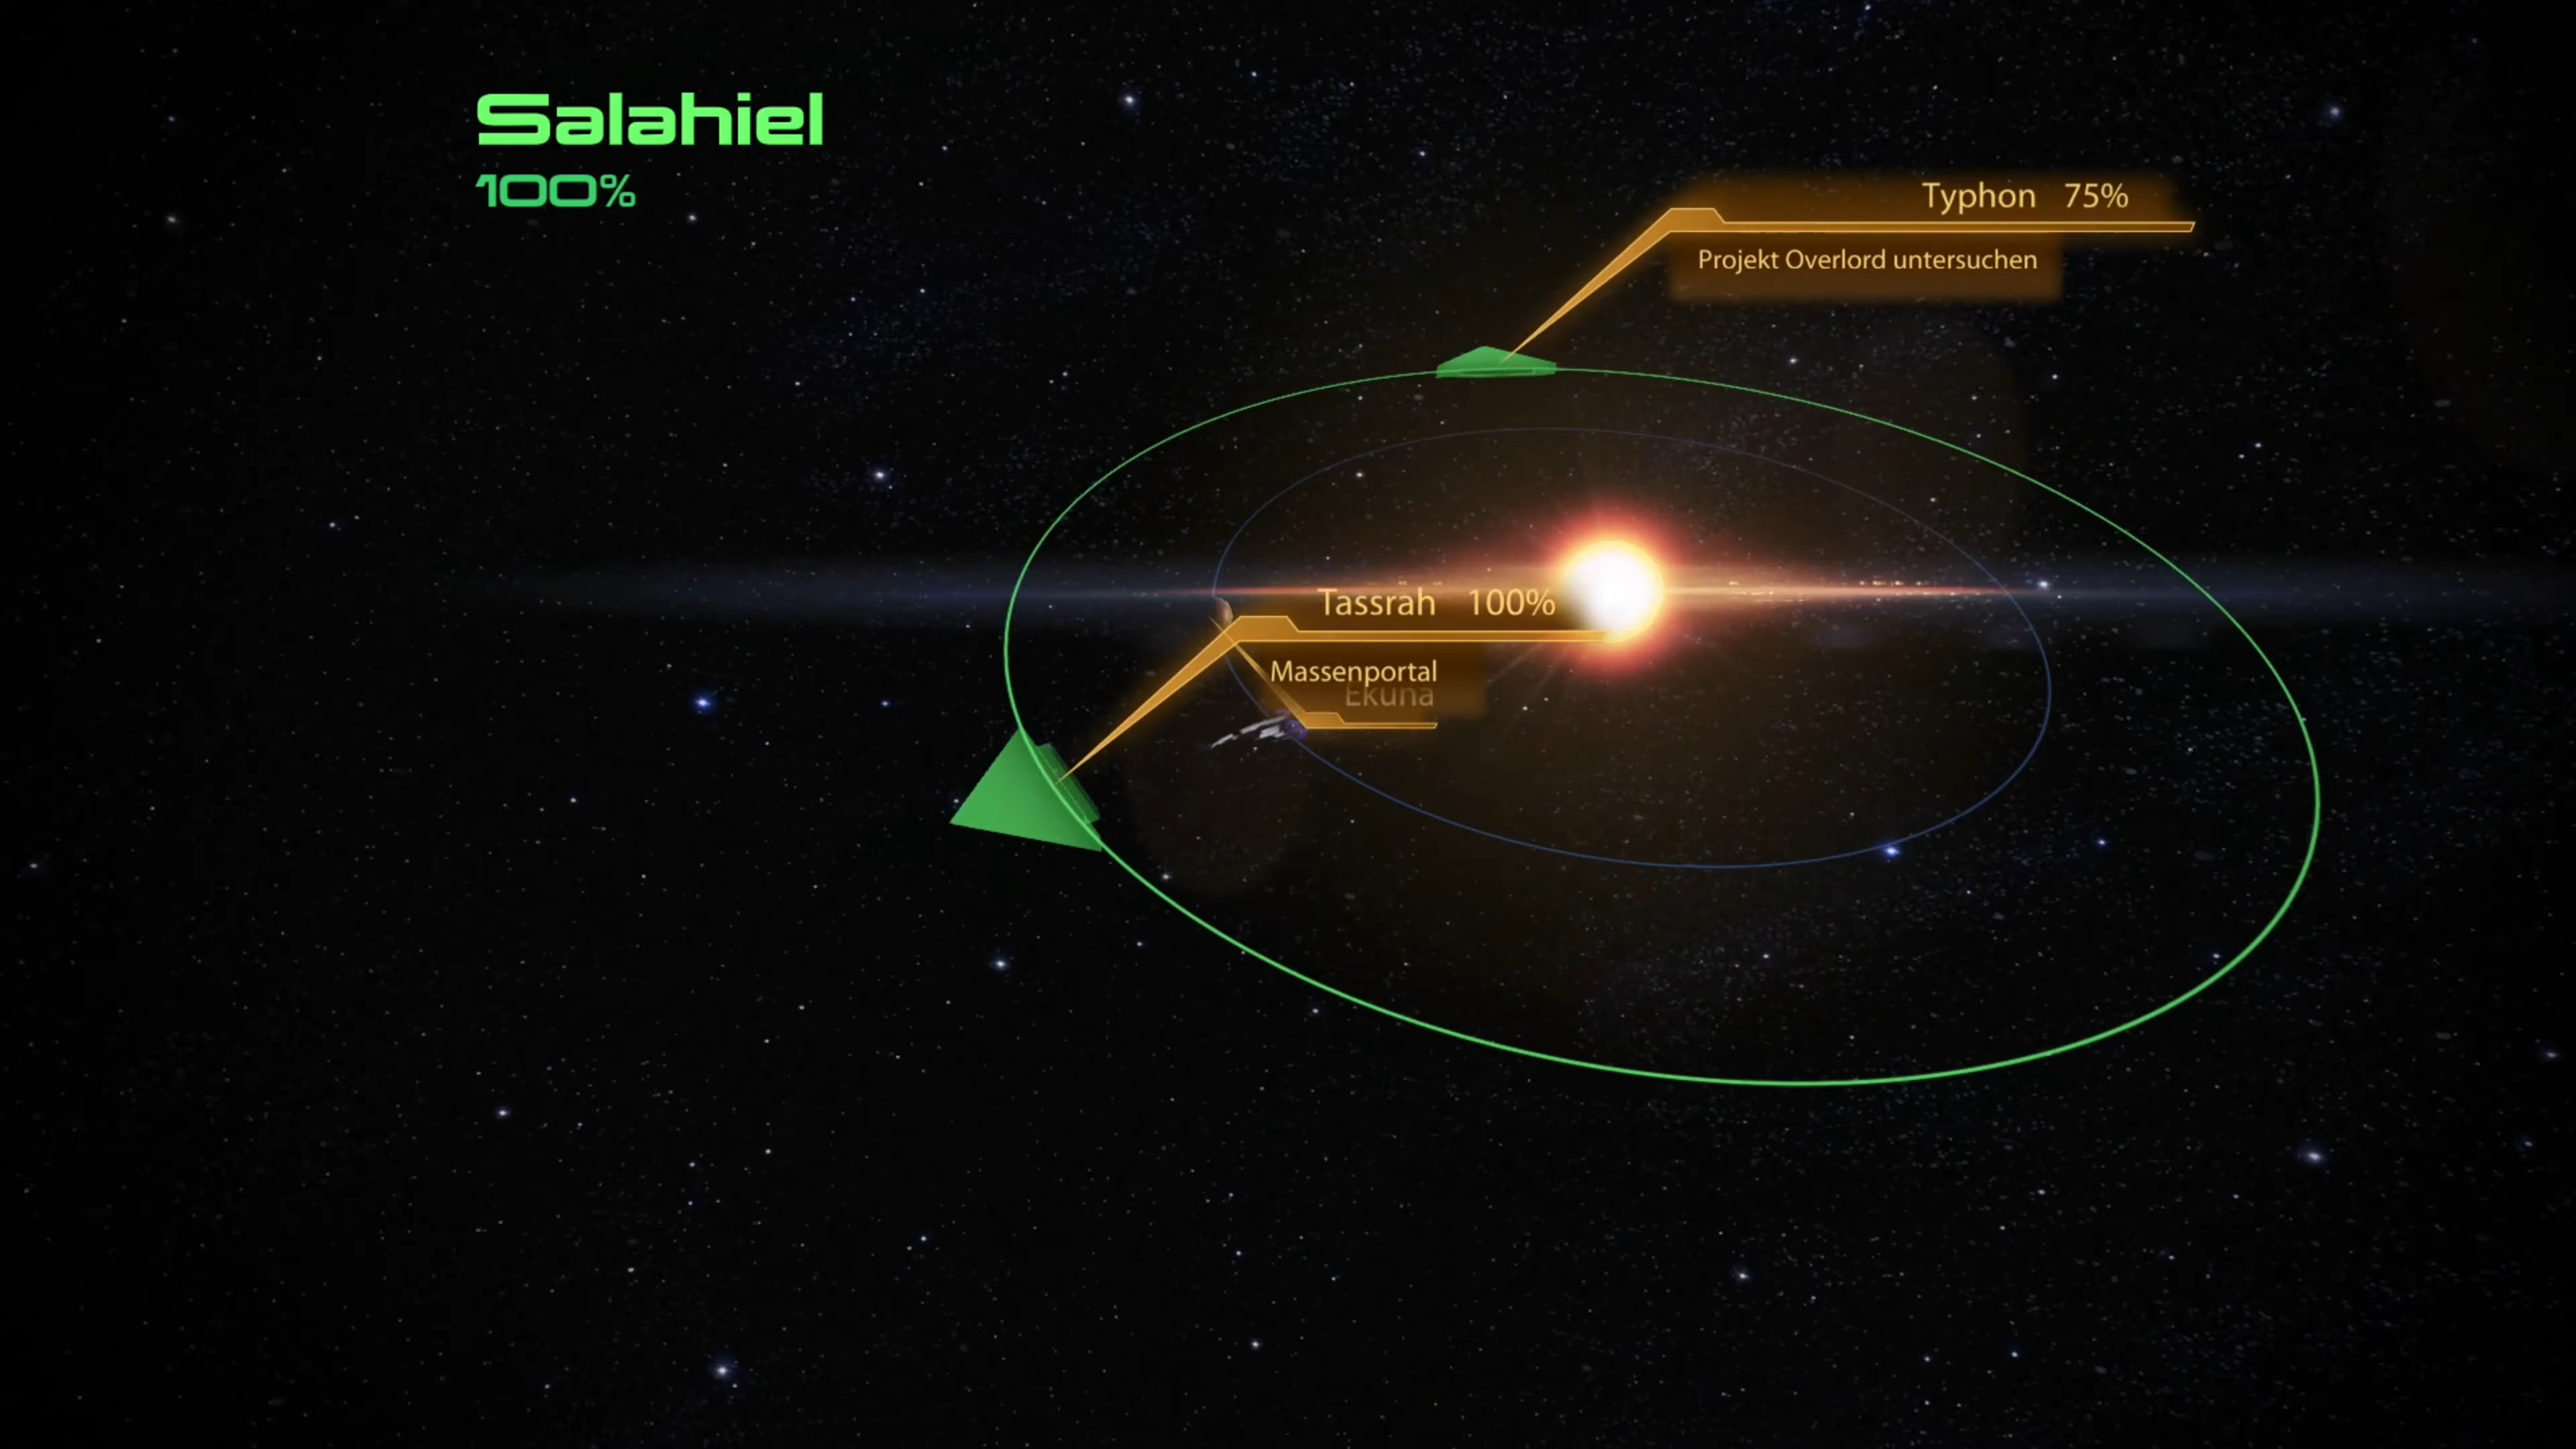 Salahiel
100%
Typhon 75%
Projekt Overlord untersuchen
Tassrah 100%
Massenportal
Ekuna